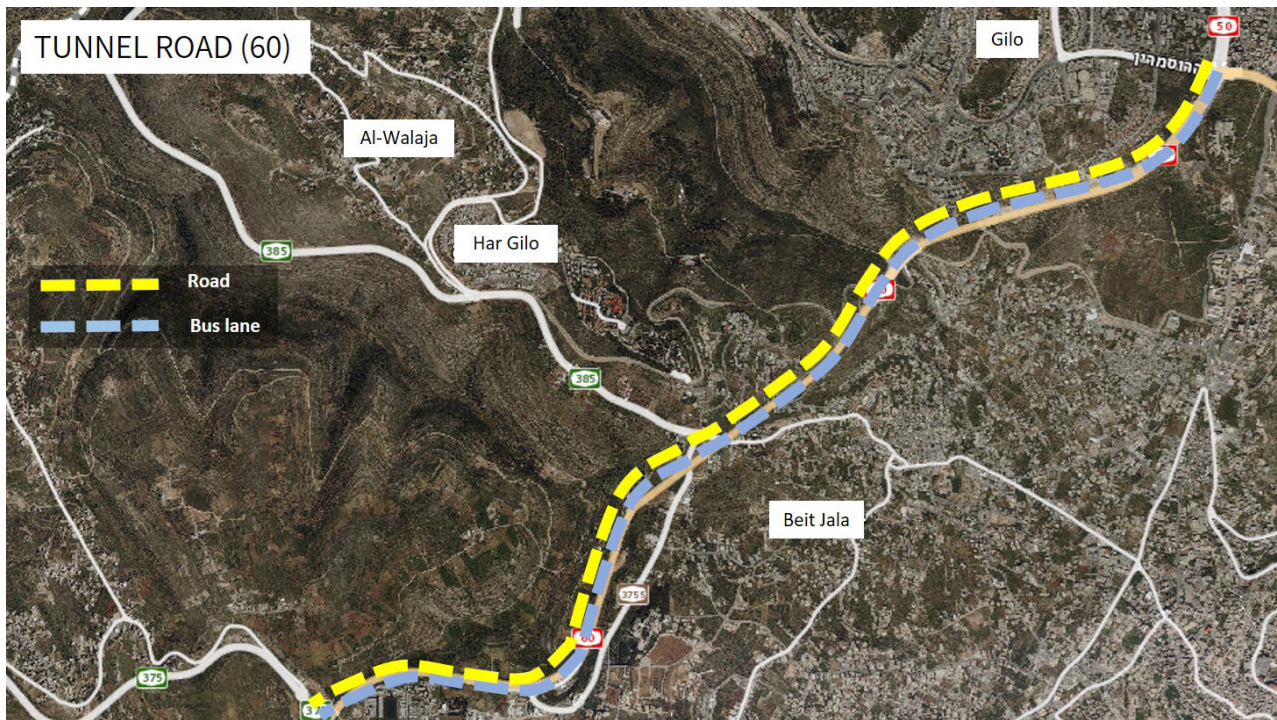 TUNNEL ROAD (60)
50
Gilo
Al-Walaja
385
Har Gilo
Road
Bus lane
385
Beit Jala
3755
60
375
37